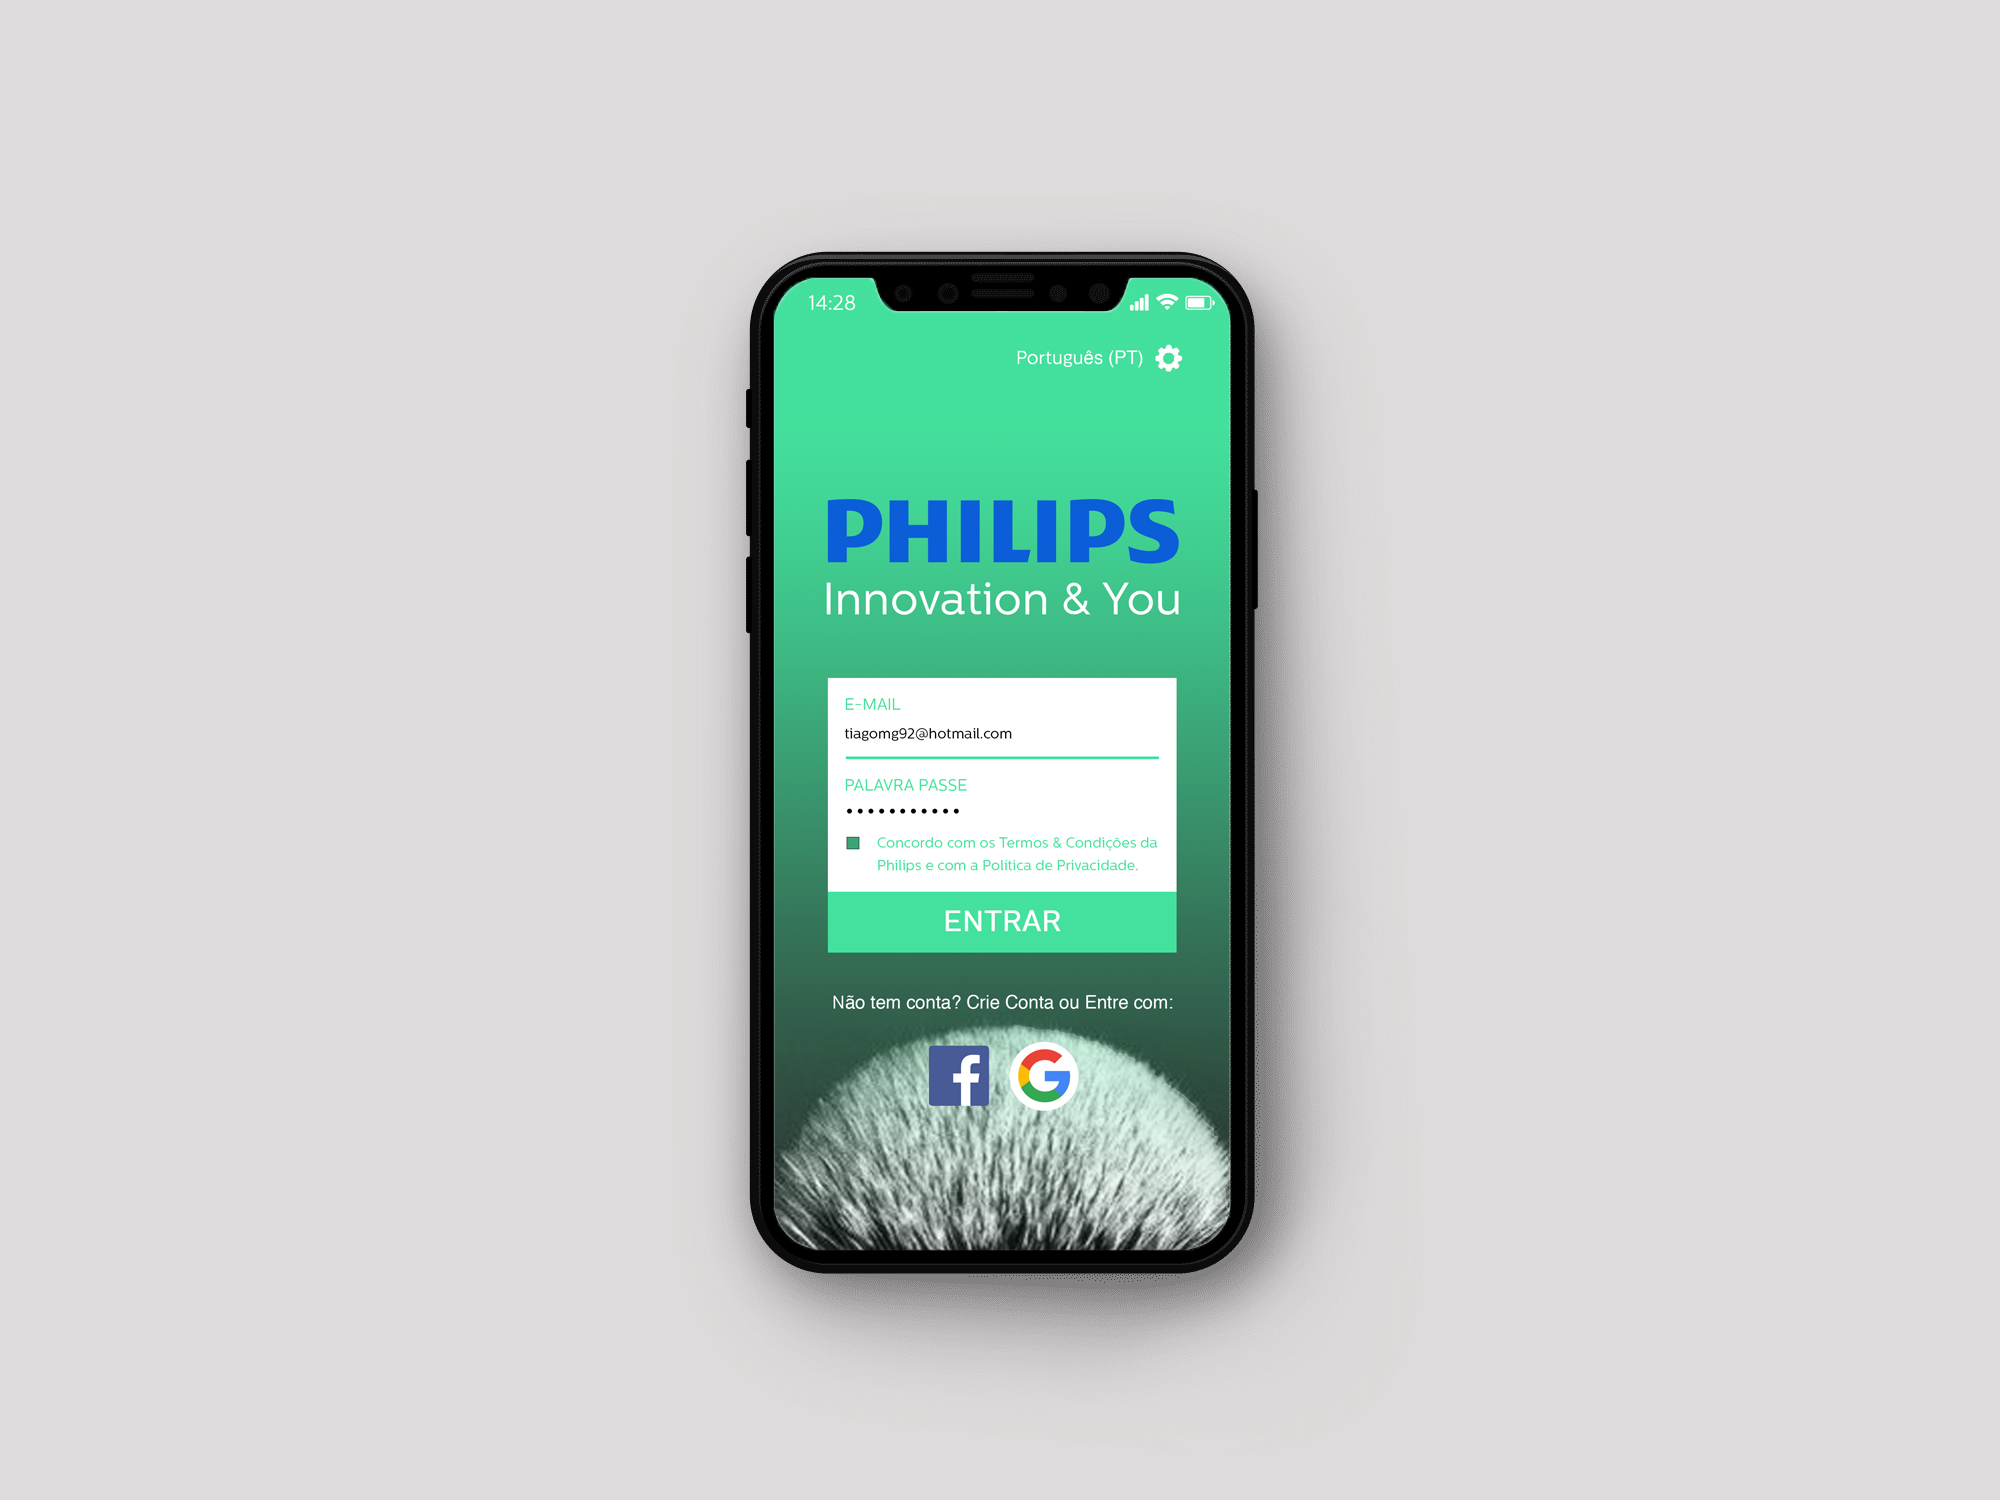 14:28
Português (PT)
PHILIPS
Innovation & You
E-MAIL
tiagomg92@hotmail.com
PALAVRA PASSE
Concordo com os Termos & Condições da
Philips e com a Política de Privacidade.
ENTRAR
Não tem conta? Crie Conta ou Entre com: